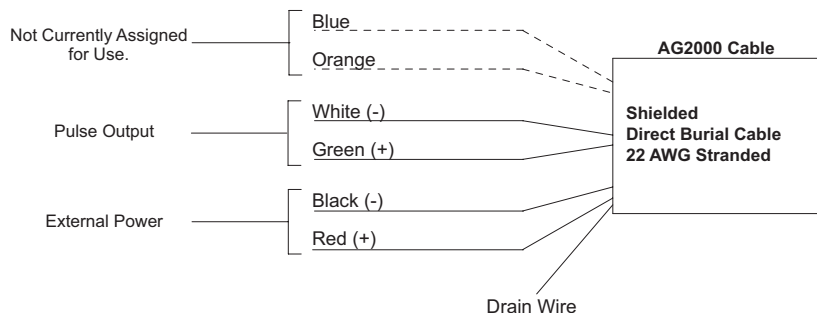 Not Currently Assigned
for Use.
Blue
Orange
AG2000 Cable
Shielded
Direct Burial Cable
22 AWG Stranded
Pulse Output
White (-)
Green (+)
External Power
Black (-)
Red (+)
Drain Wire